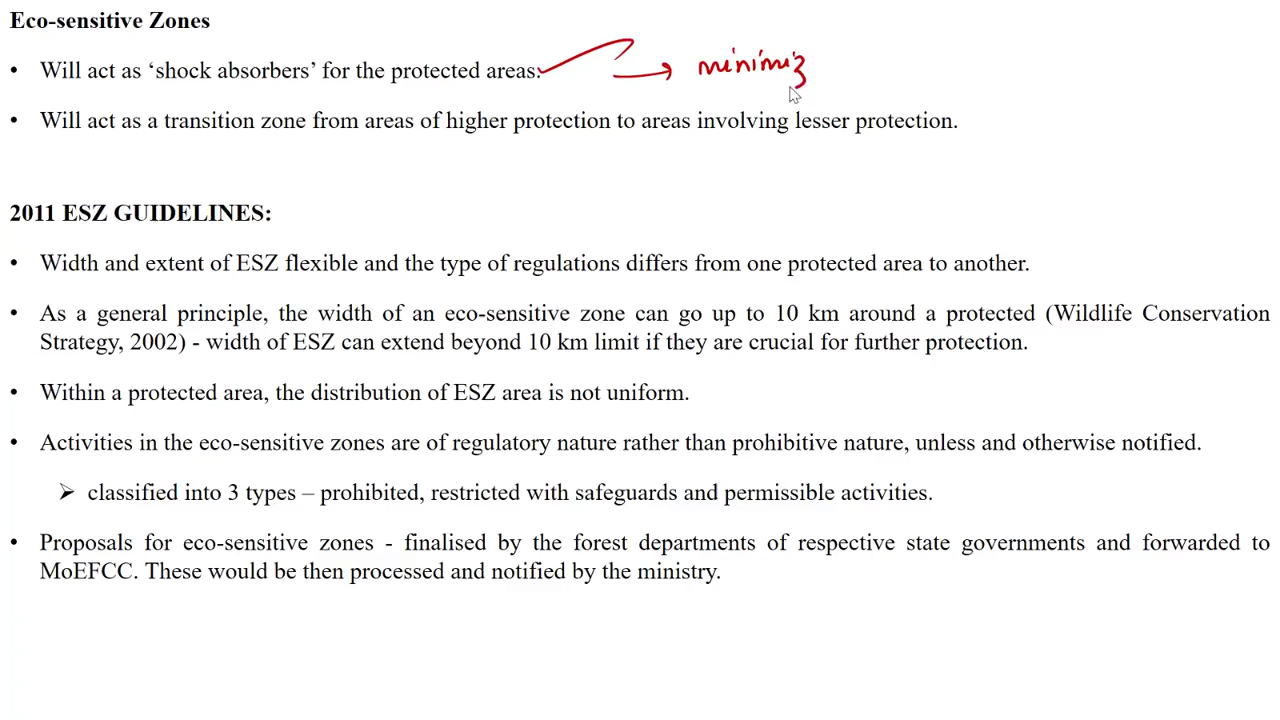 Eco-sensitive Zones
• Will act as ‘shock absorbers’ for the protected areas. → minimiz
• Will act as a transition zone from areas of higher protection to areas involving lesser protection.
2011 ESZ GUIDELINES:
• Width and extent of ESZ flexible and the type of regulations differs from one protected area to another.
• As a general principle, the width of an eco-sensitive zone can go up to 10 km around a protected (Wildlife Conservation
Strategy, 2002) - width of ESZ can extend beyond 10 km limit if they are crucial for further protection.
• Within a protected area, the distribution of ESZ area is not uniform.
• Activities in the eco-sensitive zones are of regulatory nature rather than prohibitive nature, unless and otherwise notified.
➢ classified into 3 types – prohibited, restricted with safeguards and permissible activities.
• Proposals for eco-sensitive zones - finalised by the forest departments of respective state governments and forwarded to
MoEFCC. These would be then processed and notified by the ministry.